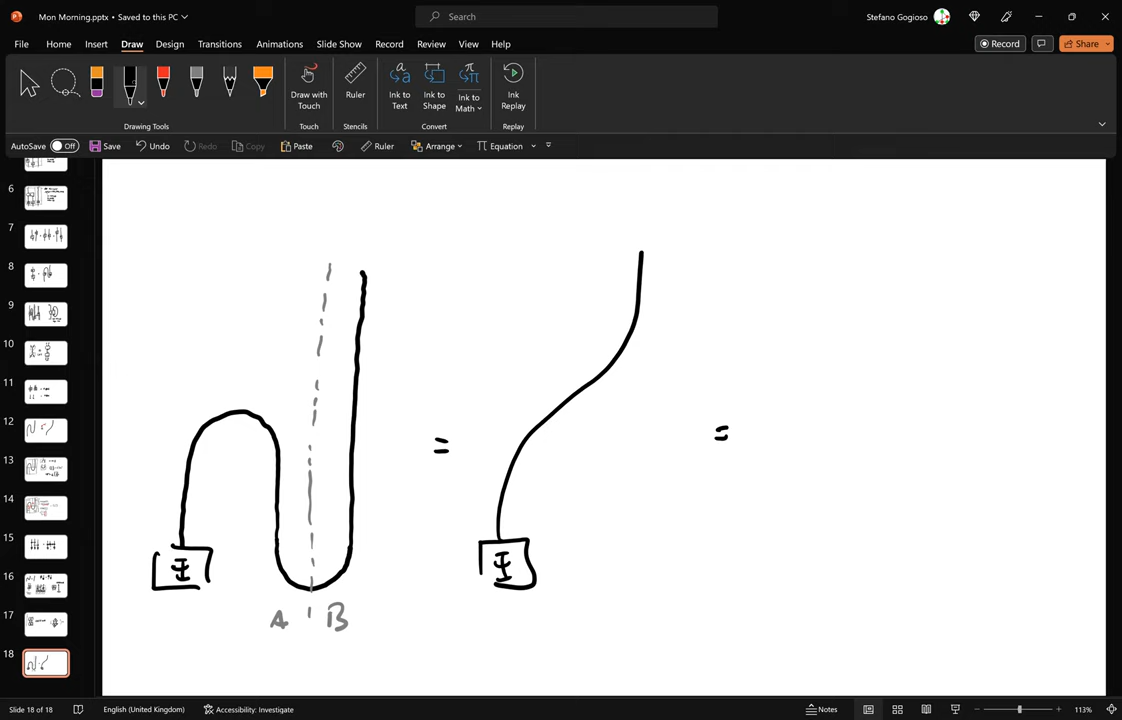 Mon Morning.pptx • Saved to this PC
Search
Stefano Gogioso
File Home Insert Draw Design Transitions Animations Slide Show Record Review View Help
Record
Share
Draw with Touch
Ruler
Ink to Text
Ink to Shape
Ink to Math
Ink Replay
Drawing Tools
Touch
Stencils
Convert
Replay
AutoSave Off Save Undo Redo Copy Paste Ruler Arrange Equation
6
7
8
9
10
11
12
13
14
15
16
17
18
= =
Ψ Ψ
A B
Slide 18 of 18 English (United Kingdom) Accessibility: Investigate Notes 113%